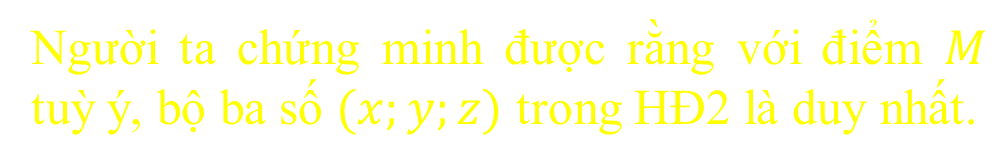 Người ta chứng minh được rằng với điểm M
tuỳ ý, bộ ba số (x; y; z) trong HĐ2 là duy nhất.